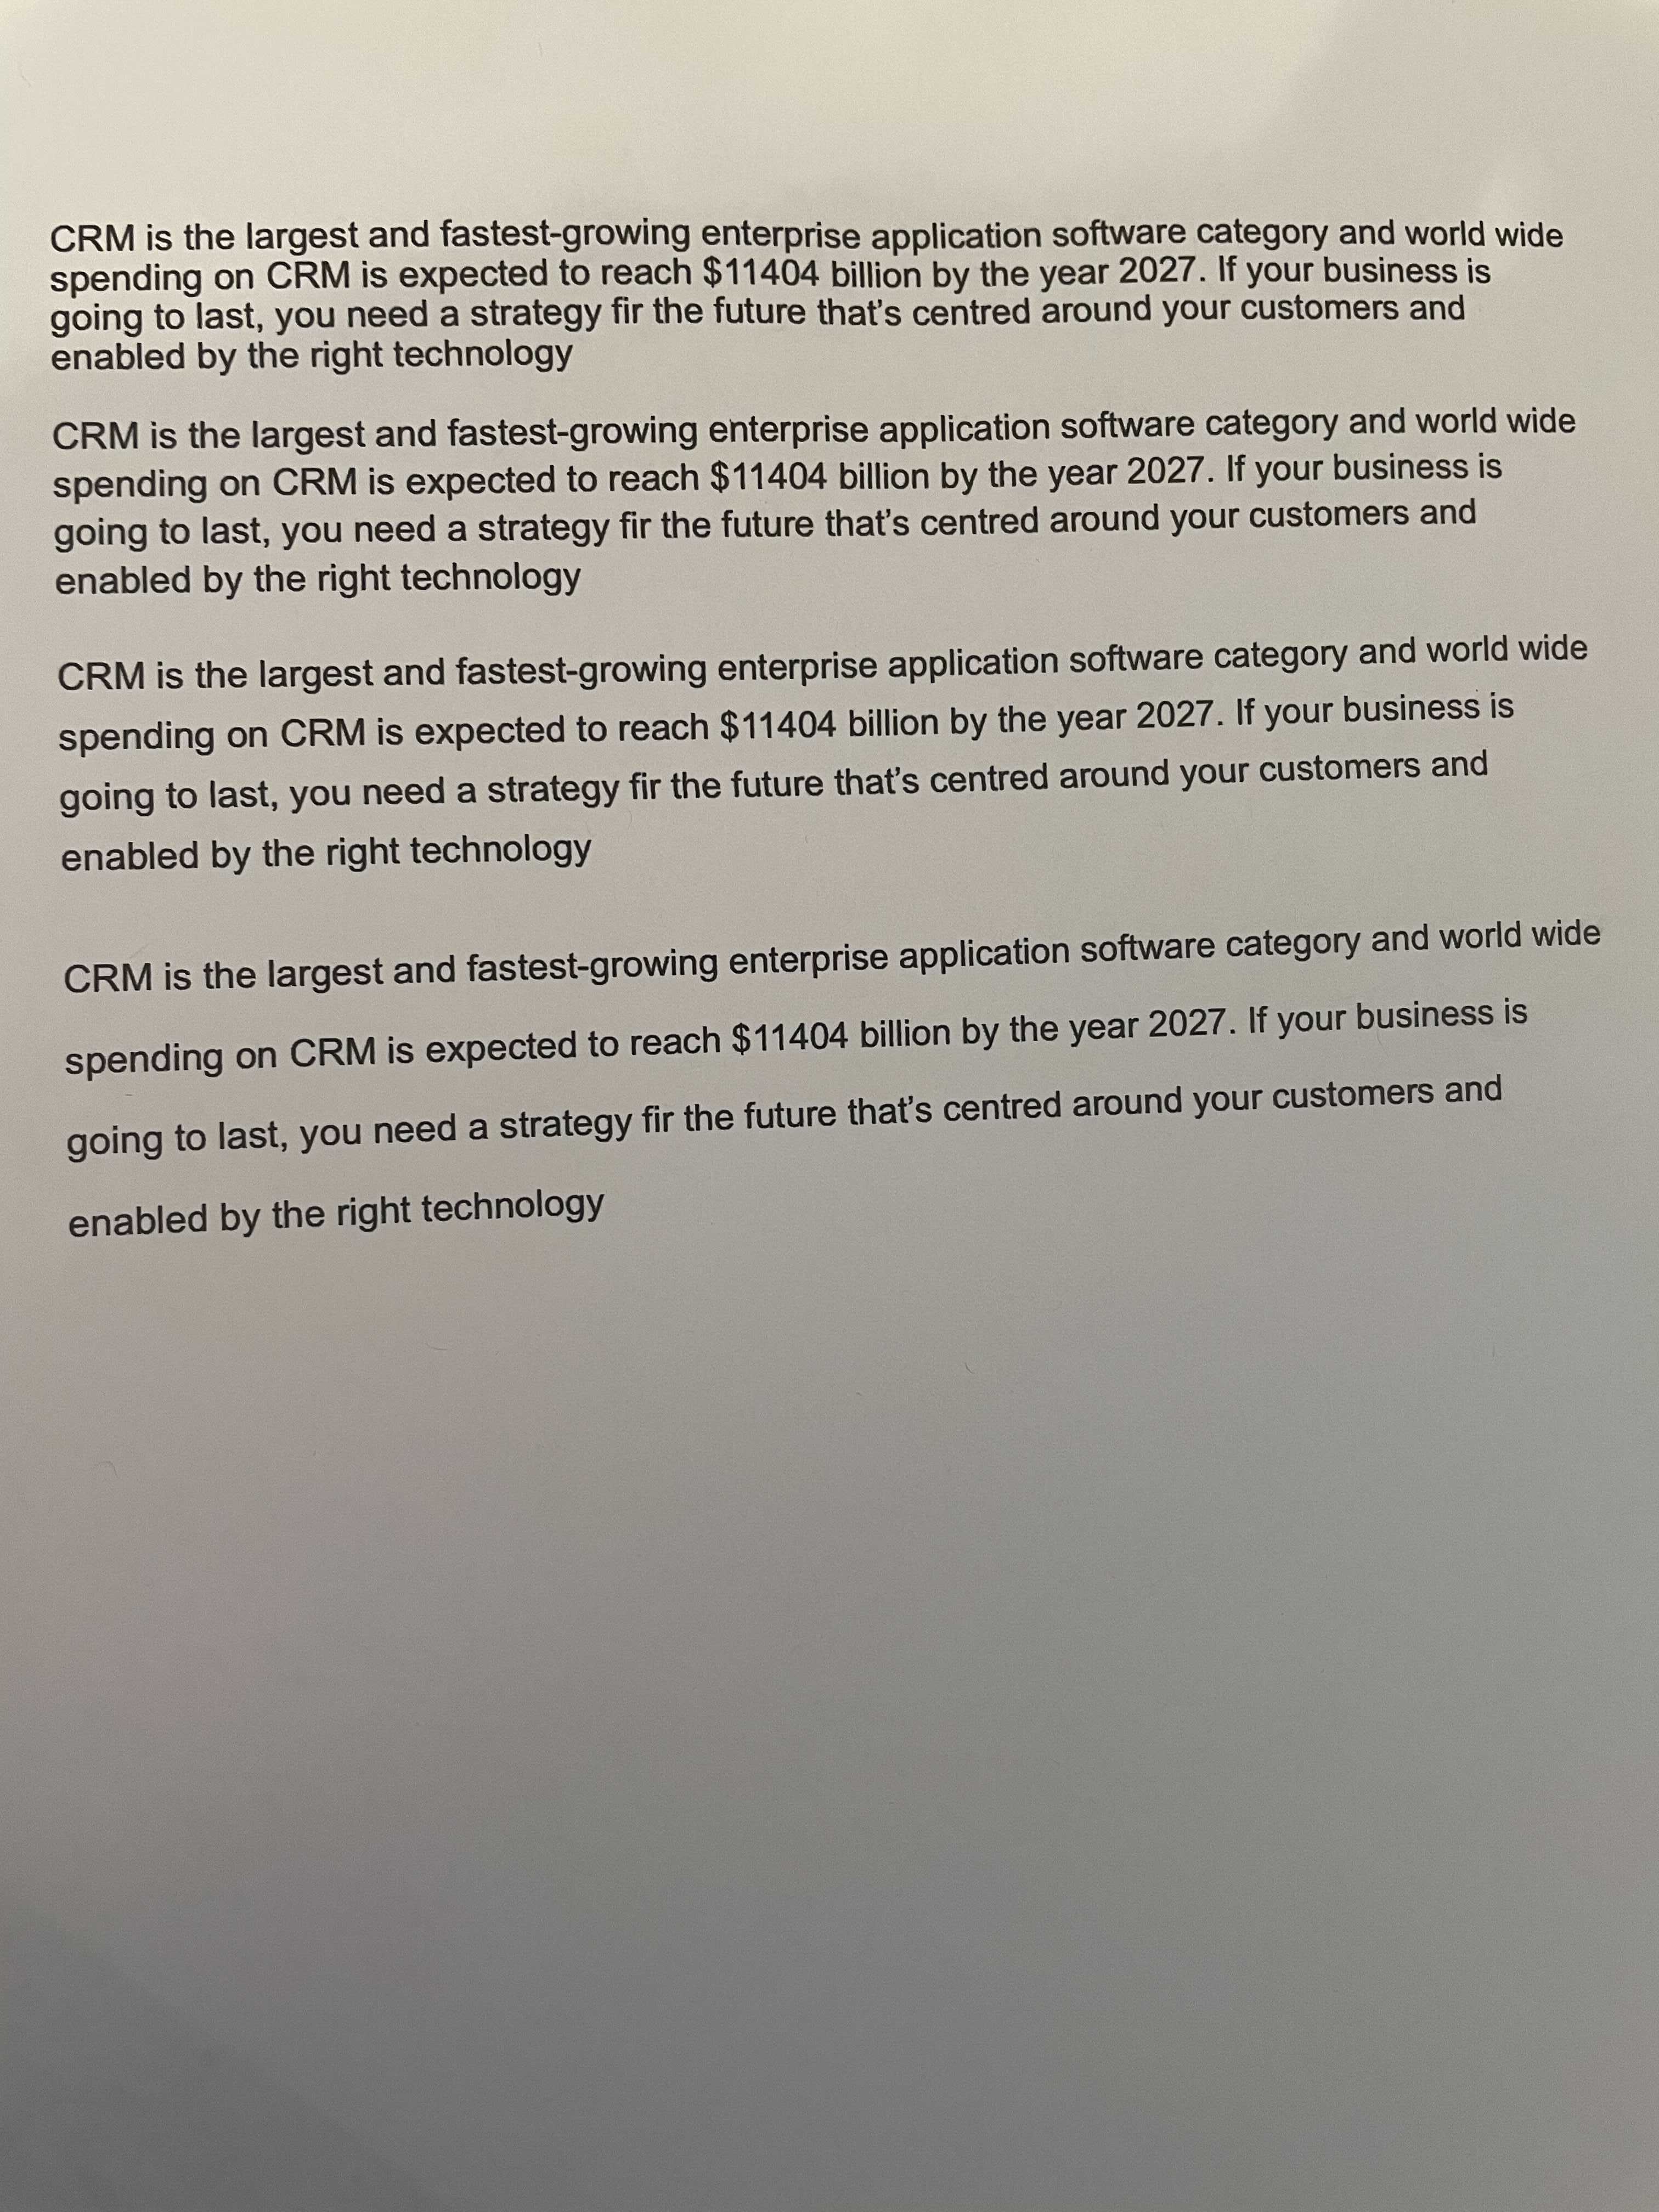 CRM is the largest and fastest-growing enterprise application software category and world wide
spending on CRM is expected to reach $11404 billion by the year 2027. If your business is
going to last, you need a strategy fir the future that's centred around your customers and
enabled by the right technology
CRM is the largest and fastest-growing enterprise application software category and world wide
spending on CRM is expected to reach $11404 billion by the year 2027. If your business is
going to last, you need a strategy fir the future that's centred around your customers and
enabled by the right technology
CRM is the largest and fastest-growing enterprise application software category and world wide
spending on CRM is expected to reach $11404 billion by the year 2027. If your business is
going to last, you need a strategy fir the future that's centred around your customers and
enabled by the right technology
CRM is the largest and fastest-growing enterprise application software category and world wide
spending on CRM is expected to reach $11404 billion by the year 2027. If your business is
going to last, you need a strategy fir the future that's centred around your customers and
enabled by the right technology